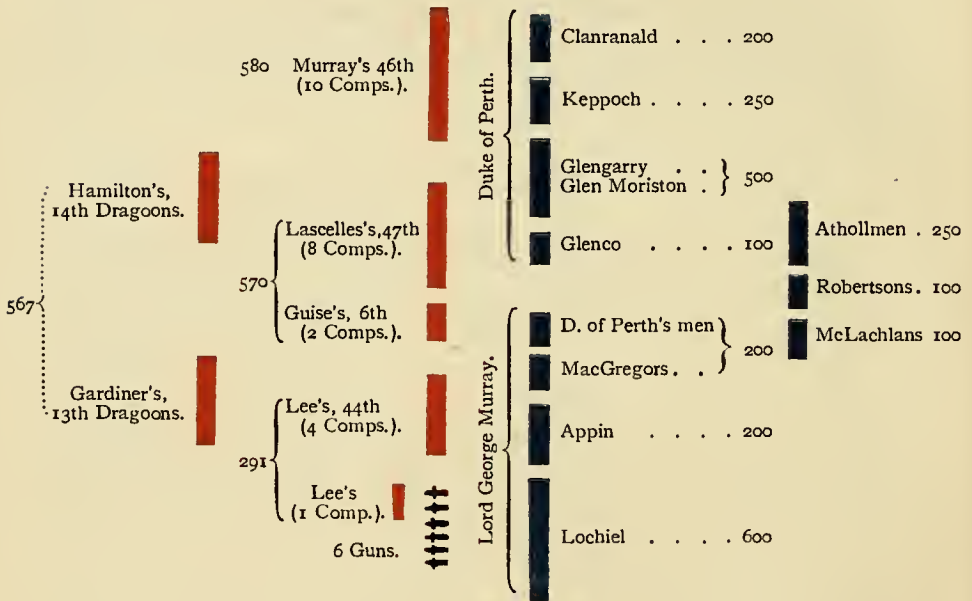 580 Murray's 46th
(10 Comps.).
Hamilton's,
14th Dragoons.
Lascelles's, 47th
(8 Comps.).
570
Guise's, 6th
(2 Comps.).
567
Gardiner's,
13th Dragoons.
Lee's, 44th
(4 Comps.).
291
Lee's
(1 Comp.).
6 Guns.
Duke of Perth.
Clanranald . . . 200
Keppoch . . . . 250
Glengarry . .
Glen Moriston .
500
Glenco . . . . 100
Lord George Murray.
D. of Perth's men
MacGregors . .
200
Appin . . . . 200
Lochiel . . . . 600
Athollmen . 250
Robertsons . 100
McLachlans 100